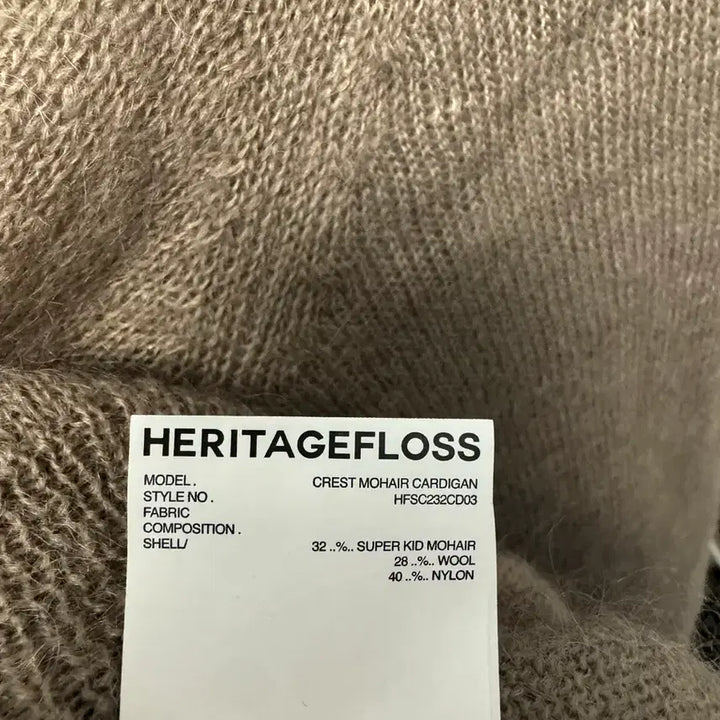 HERITAGEFLOSS
MODEL . CREST MOHAIR CARDIGAN
STYLE NO . HFSC232CD03
FABRIC
COMPOSITION .
SHELL/ 32 ..%.. SUPER KID MOHAIR
28 ..%.. WOOL
40 ..%.. NYLON